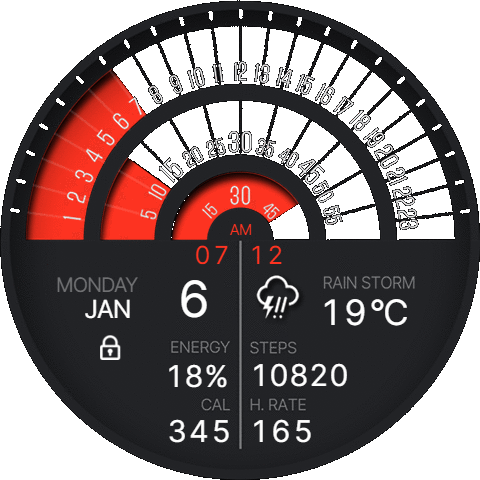 1 2 3 4 5 6 7 8 9 10 11 12 13 14 15 16 17 18 19 20 21 22 23
5 10 15 20 25 30 35 40 45 50 55
15 30 45
AM
07 12
MONDAY
JAN
6
RAIN STORM
19°C
ENERGY
18%
STEPS
10820
CAL
345
H. RATE
165